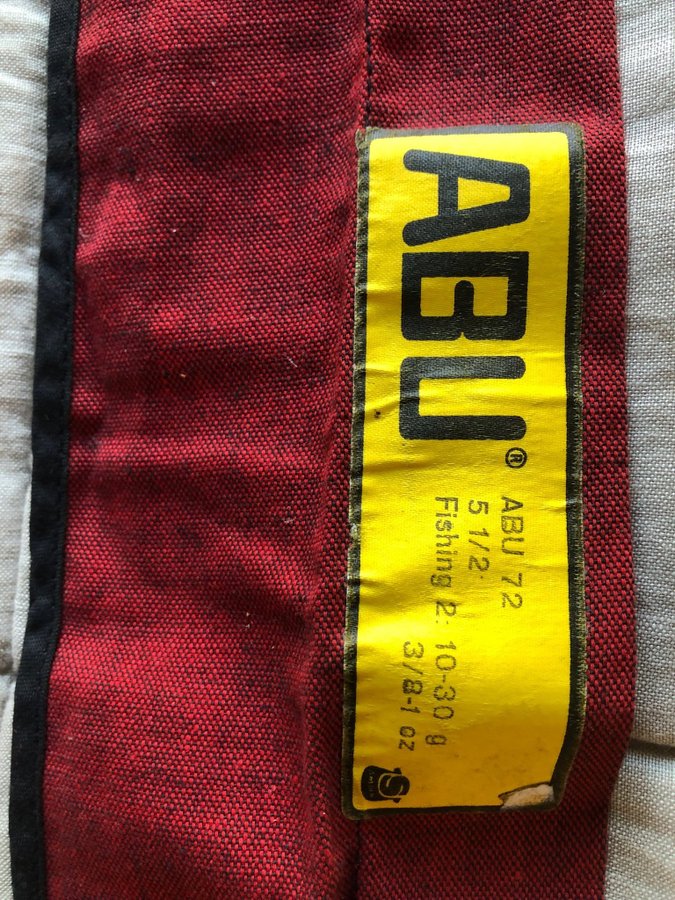 ABU®
ABU 72
5 1/2'
Fishing 2: 10-30 g
3/8-1 oz
S